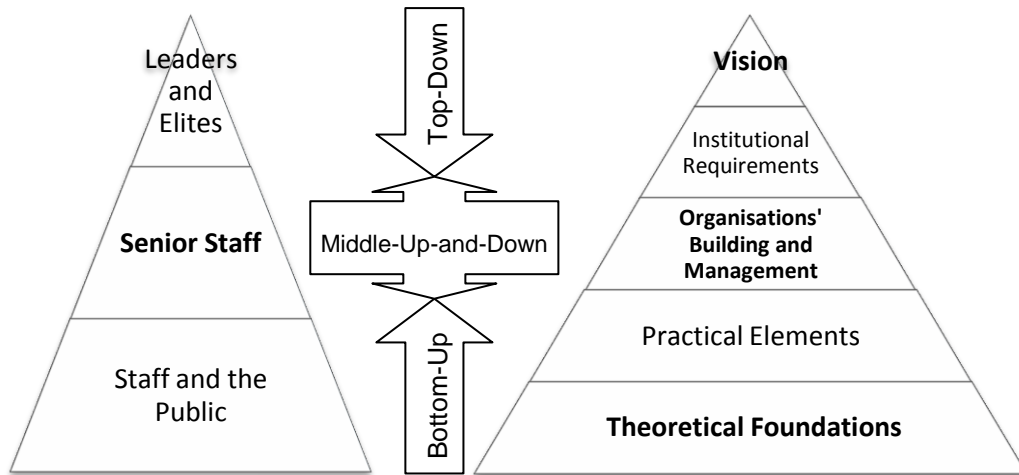 Leaders
and
Elites
Senior Staff
Staff and the
Public
Top-Down
Middle-Up-and-Down
Bottom-Up
Vision
Institutional
Requirements
Organisations'
Building and
Management
Practical Elements
Theoretical Foundations